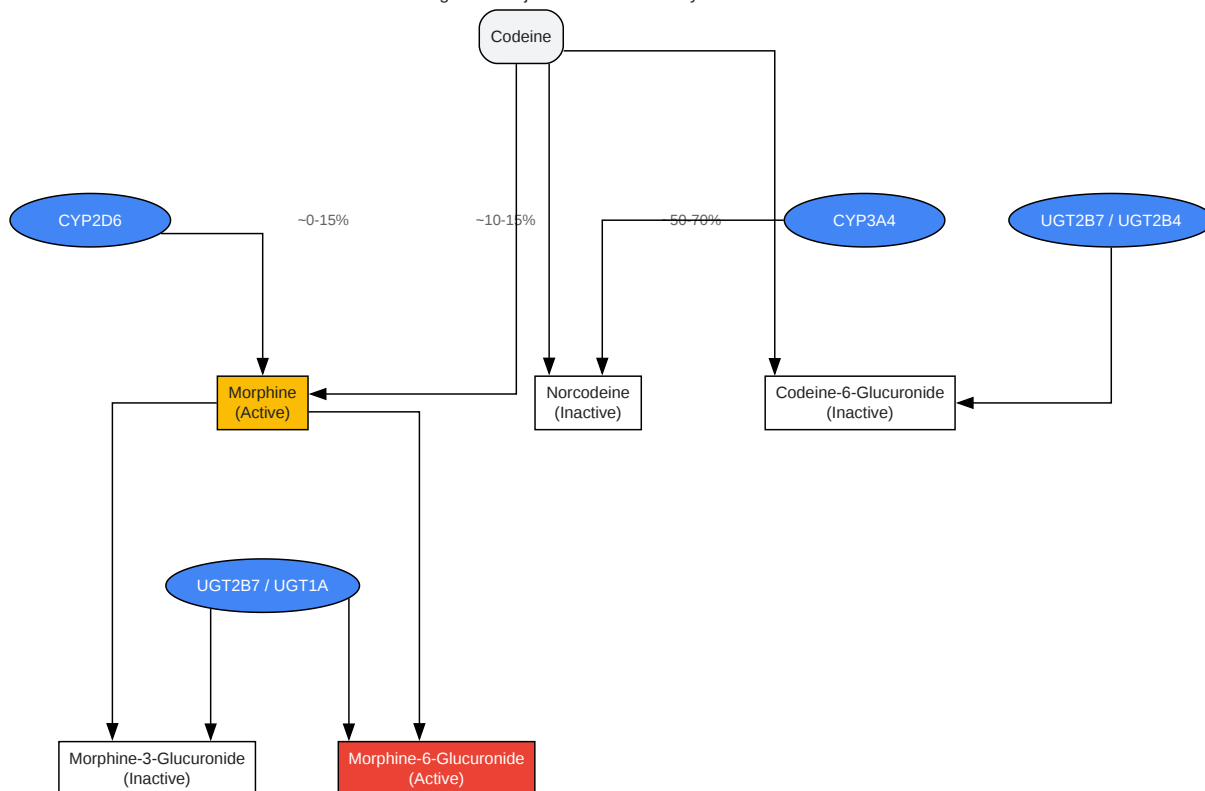 Codeine
CYP2D6
~0-15%
~10-15%
~50-70%
CYP3A4
UGT2B7 / UGT2B4
Morphine
(Active)
Norcodeine
(Inactive)
Codeine-6-Glucuronide
(Inactive)
UGT2B7 / UGT1A
Morphine-3-Glucuronide
(Inactive)
Morphine-6-Glucuronide
(Active)